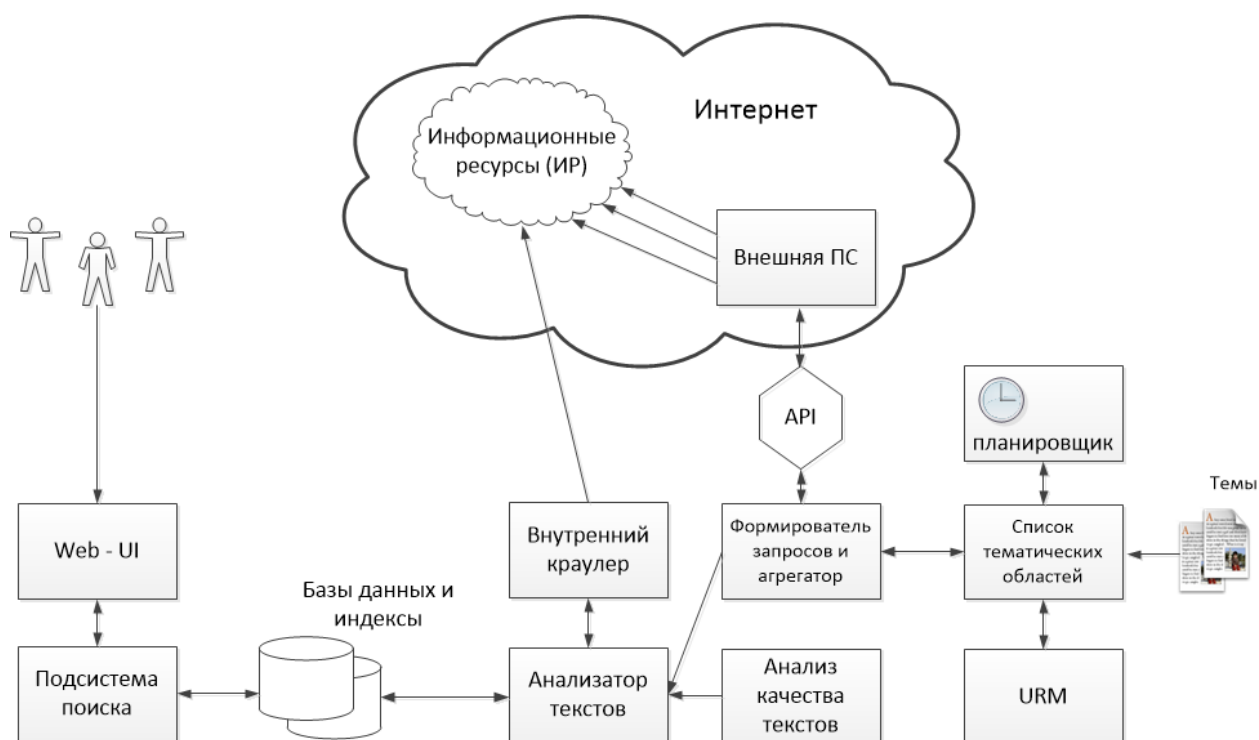 Интернет
Информационные
ресурсы (ИР)
Внешняя ПС
API
планировщик
Темы
Web - UI
Внутренний
краулер
Формирователь
запросов и
агрегатор
Список
тематических
областей
Базы данных и
индексы
Подсистема
поиска
Анализатор
текстов
Анализ
качества
текстов
URM